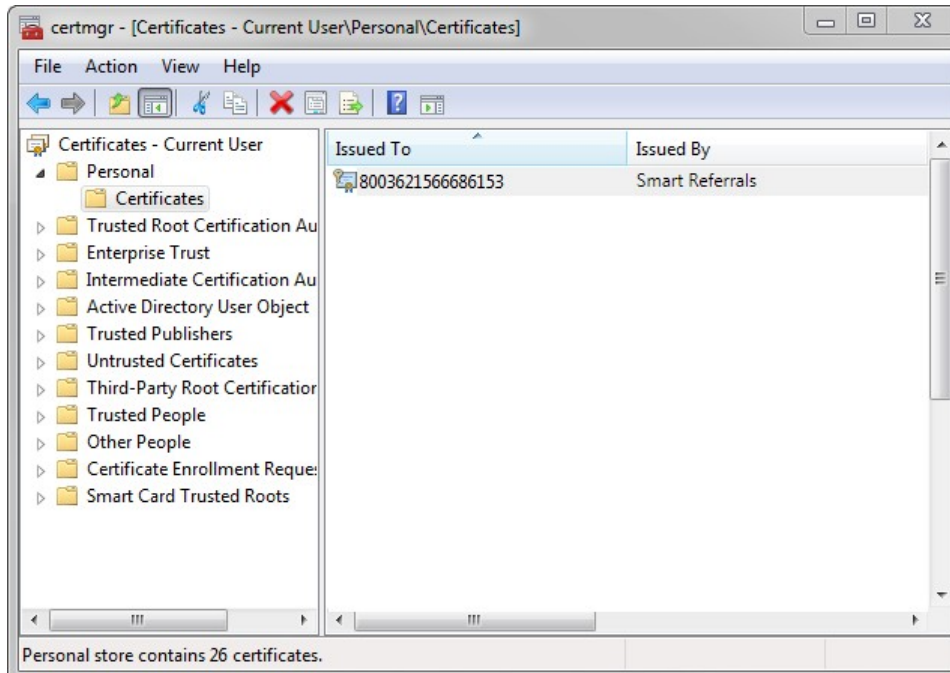 certmgr - [Certificates - Current User\Personal\Certificates]
File Action View Help
Certificates - Current User
Personal
Certificates
Trusted Root Certification Au
Enterprise Trust
Intermediate Certification Au
Active Directory User Object
Trusted Publishers
Untrusted Certificates
Third-Party Root Certification
Trusted People
Other People
Certificate Enrollment Reques
Smart Card Trusted Roots
Issued To Issued By
8003621566686153 Smart Referrals
Personal store contains 26 certificates.